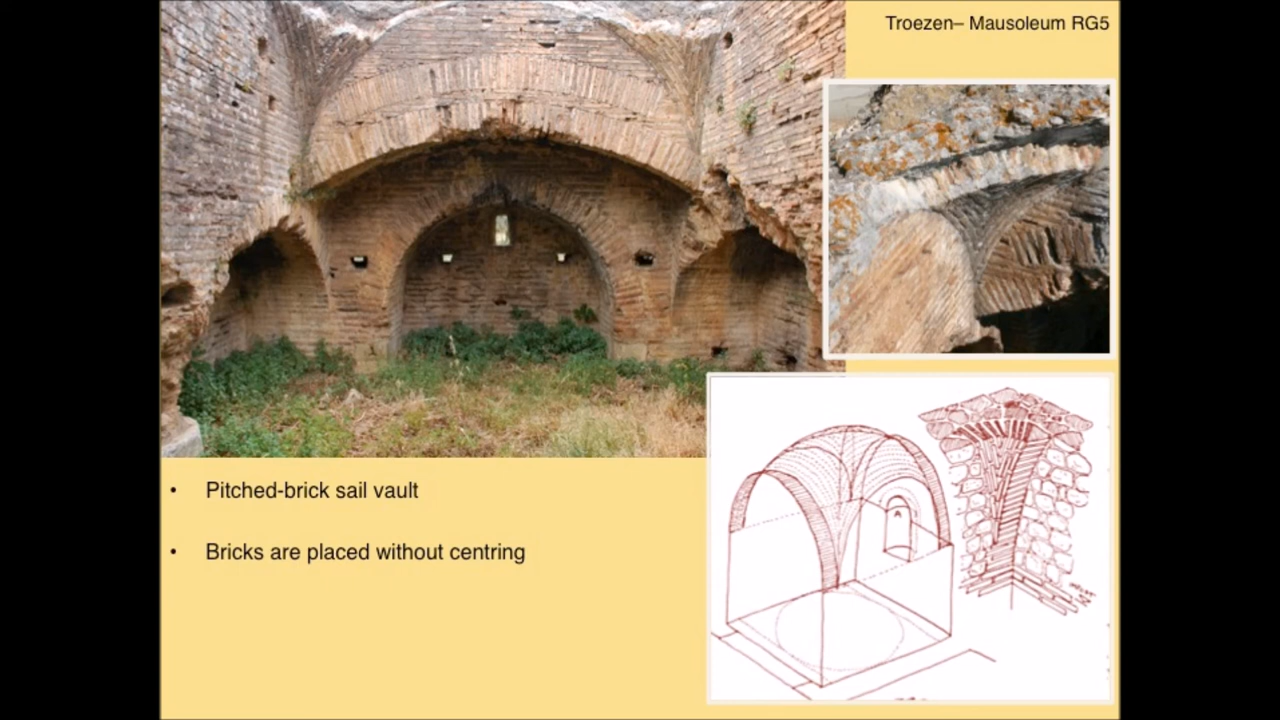 Troezen– Mausoleum RG5
• Pitched-brick sail vault
• Bricks are placed without centring